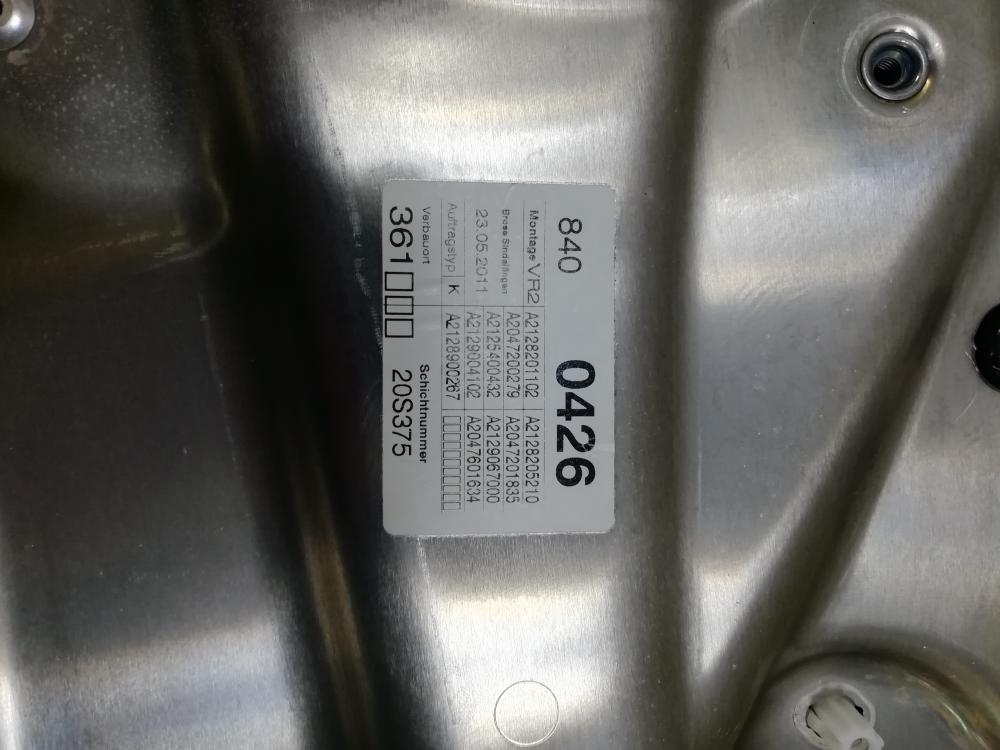 840 0426
Montage VR2 A2128201102 A2128205210
Brose Sindelfingen A2047200279 A2047201835
23.05.2011 A2125400432 A2129067000
A2129004102 A2047601634
Auftragstyp K A2128900267 □□□□□□□□□□
Verbauort Schichtnummer
361□□□ 20S375